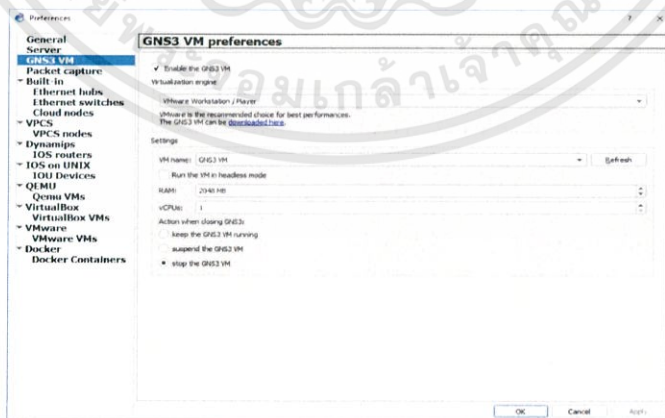 Preferences
? ×
General
Server
GNS3 VM
Packet capture
Built-in
Ethernet hubs
Ethernet switches
Cloud nodes
VPCS
VPCS nodes
Dynamips
IOS routers
IOS on UNIX
IOU Devices
QEMU
Qemu VMs
VirtualBox
VirtualBox VMs
VMware
VMware VMs
Docker
Docker Containers
GNS3 VM preferences
Enable the GNS3 VM
Virtualization engine
VMware Workstation / Player
VMware is the recommended choice for best performances.
The GNS3 VM can be downloaded here.
Settings
VM name: GNS3 VM
Refresh
Run the VM in headless mode
RAM: 2048 MB
vCPUs: 1
Action when closing GNS3:
keep the GNS3 VM running
suspend the GNS3 VM
stop the GNS3 VM
OK Cancel Apply